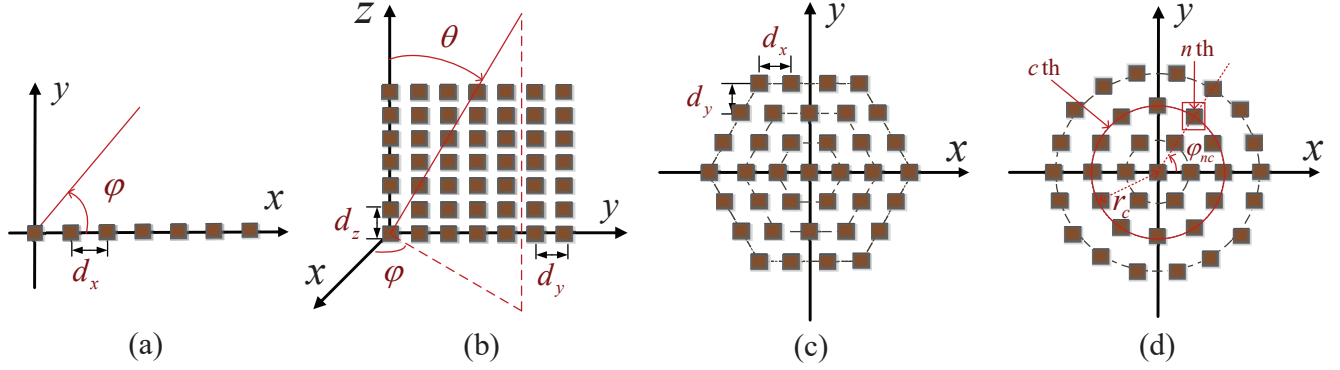 y
φ
x
d_x
(a)
z
θ
d_z
y
x
φ
d_y
(b)
y
d_x
d_y
x
(c)
y
n th
c th
φ_nc
x
r_c
(d)